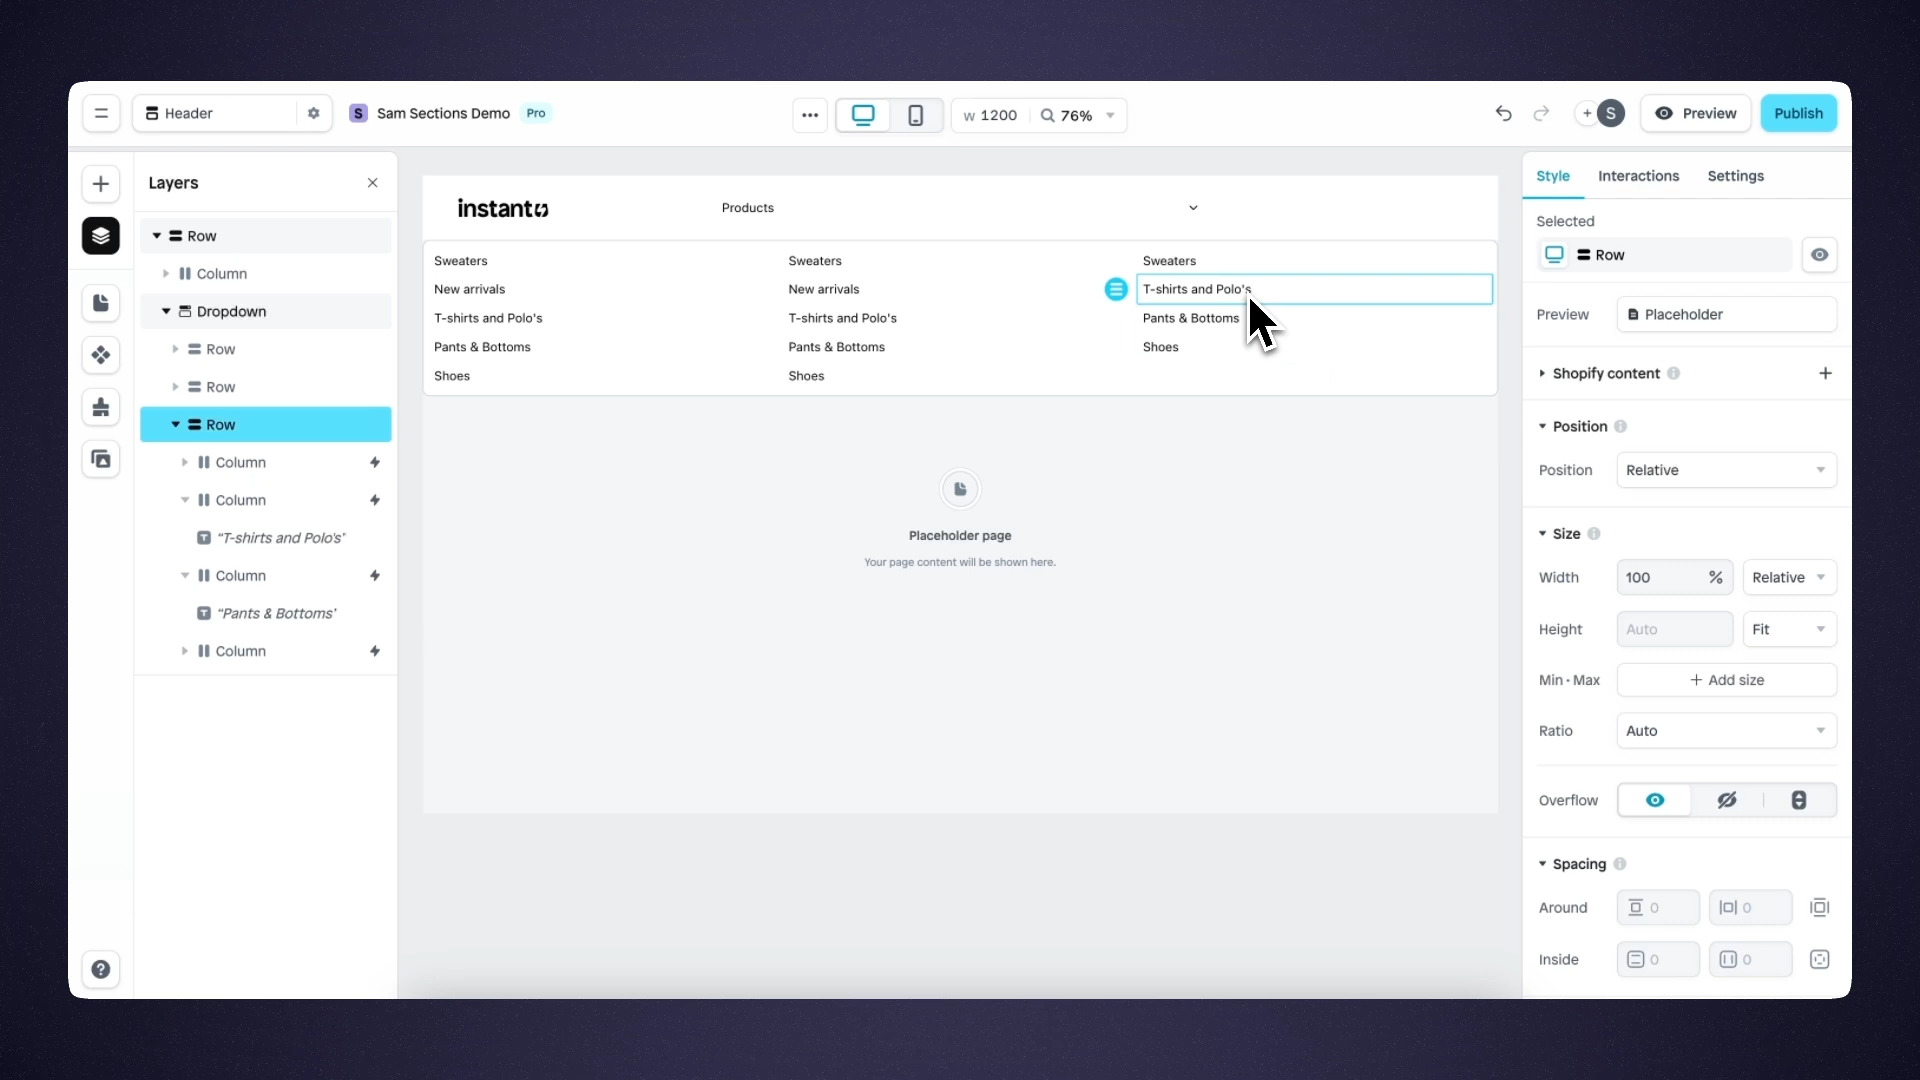 Header
S
Sam Sections Demo
Pro
W 1200
76%
+
S
Preview
Publish
Layers
Row
Column
Dropdown
Row
Row
Row
Column
Column
"T-shirts and Polo's"
Column
"Pants & Bottoms"
Column
instant
Products
Sweaters
New arrivals
T-shirts and Polo's
Pants & Bottoms
Shoes
Sweaters
New arrivals
T-shirts and Polo's
Pants & Bottoms
Shoes
Sweaters
T-shirts and Polo's
Pants & Bottoms
Shoes
Placeholder page
Your page content will be shown here.
Style Interactions Settings
Selected
Row
Preview Placeholder
Shopify content
Position
Position Relative
Size
Width 100 % Relative
Height Auto Fit
Min · Max + Add size
Ratio Auto
Overflow
Spacing
Around 0 0
Inside 0 0